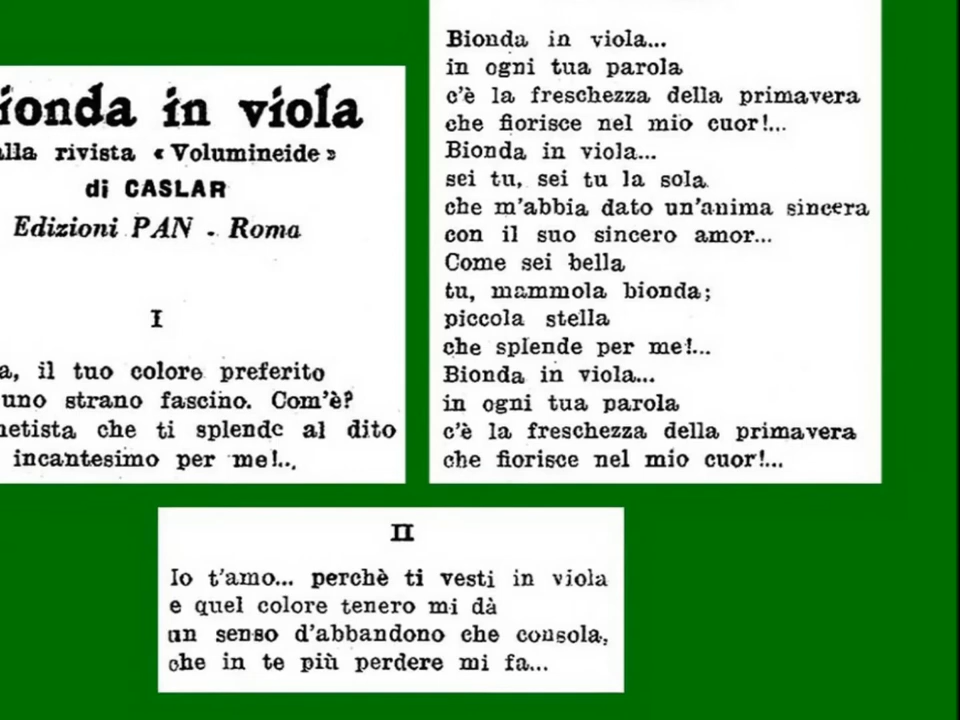 ionda in viola
alla rivista « Volumineide »
di CASLAR
Edizioni PAN - Roma
I
a, il tuo colore preferito
uno strano fascino. Com'è?
netista che ti splende al dito
incantesimo per me!...
Bionda in viola...
in ogni tua parola
c'è la freschezza della primavera
che fiorisce nel mio cuor!...
Bionda in viola...
sei tu, sei tu la sola
che m'abbia dato un'anima sincera
con il suo sincero amor...
Come sei bella
tu, mammola bionda;
piccola stella
che splende per me!...
Bionda in viola...
in ogni tua parola
c'è la freschezza della primavera
che fiorisce nel mio cuor!...
II
Io t'amo... perchè ti vesti in viola
e quel colore tenero mi dà
un senso d'abbandono che consola,
che in te più perdere mi fa...